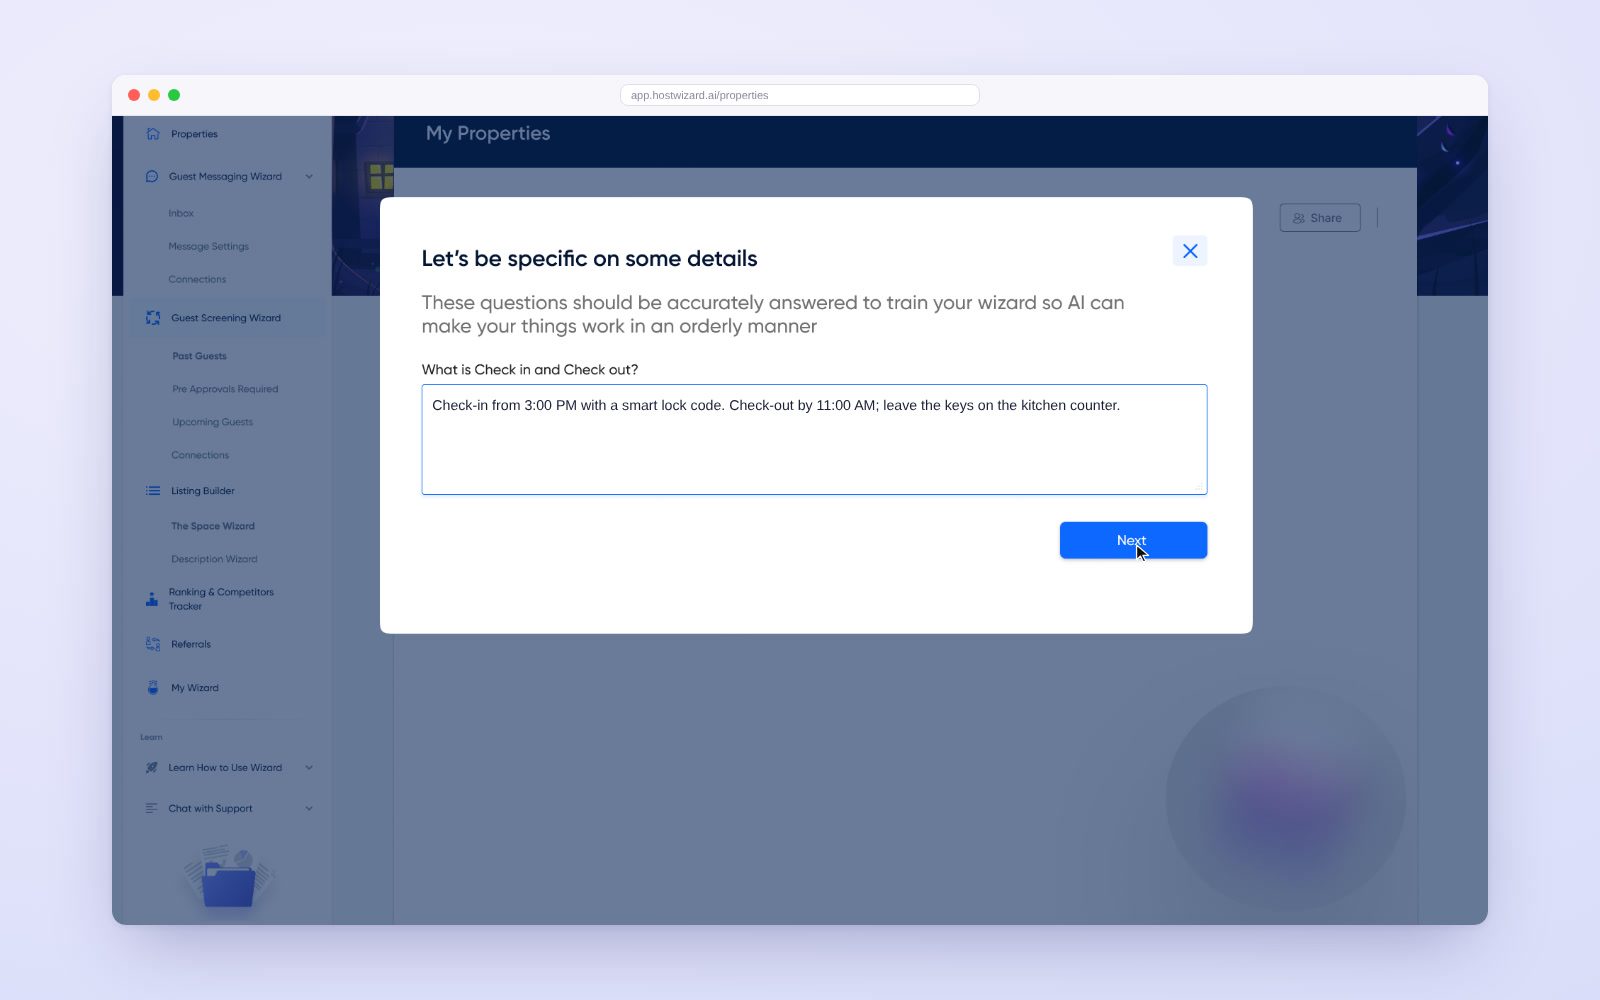 app.hostwizard.ai/properties
Properties
Guest Messaging Wizard
Inbox
Message Settings
Connections
Guest Screening Wizard
Past Guests
Pre Approvals Required
Upcoming Guests
Connections
Listing Builder
The Space Wizard
Description Wizard
Ranking & Competitors
Tracker
Referrals
My Wizard
Learn
Learn How to Use Wizard
Chat with Support
My Properties
Share
Let's be specific on some details
These questions should be accurately answered to train your wizard so AI can
make your things work in an orderly manner
What is Check in and Check out?
Check-in from 3:00 PM with a smart lock code. Check-out by 11:00 AM; leave the keys on the kitchen counter.
Next